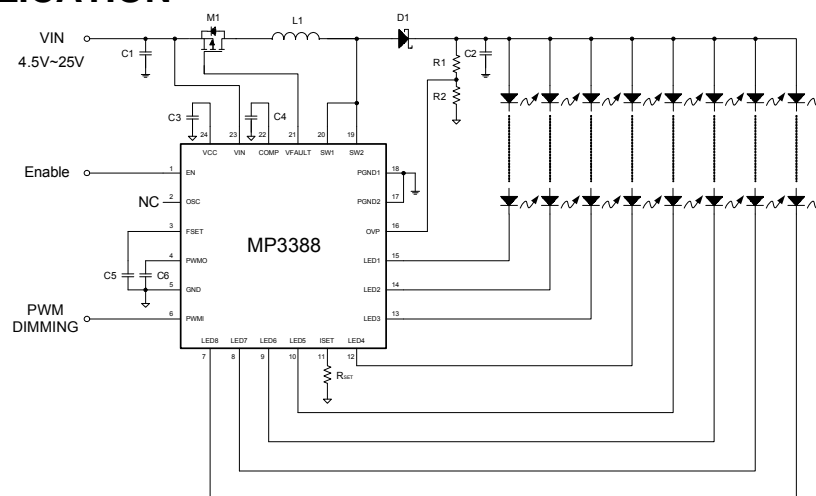 LICATION
M1
L1
D1
VIN
4.5V~25V
C1
R1
C2
R2
C3
C4
24
23
22
21
20
19
VCC
VIN
COMP
VFAULT
SW1
SW2
Enable
1
EN
PGND1
18
NC
2
OSC
PGND2
17
3
FSET
OVP
16
MP3388
4
PWMO
LED1
15
C5
C6
5
GND
LED2
14
PWM
DIMMING
6
PWMI
LED3
13
LED8
LED7
LED6
LED5
ISET
LED4
7
8
9
10
11
12
RSET